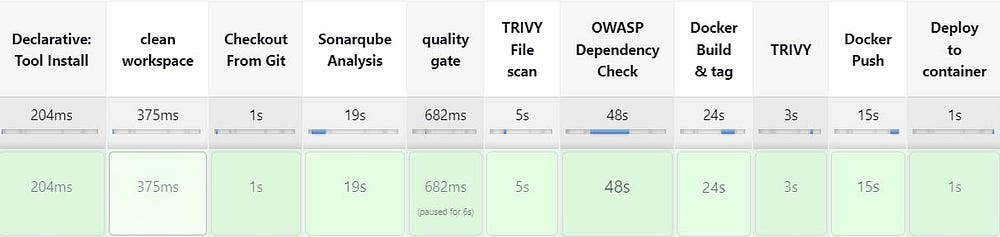 Declarative:
Tool Install
clean
workspace
Checkout
From Git
Sonarqube
Analysis
quality
gate
TRIVY
File
scan
OWASP
Dependency
Check
Docker
Build
& tag
TRIVY
Docker
Push
Deploy
to
container
204ms
375ms
1s
19s
682ms
5s
48s
24s
3s
15s
1s
204ms
375ms
1s
19s
682ms
(paused for 6s)
5s
48s
24s
3s
15s
1s